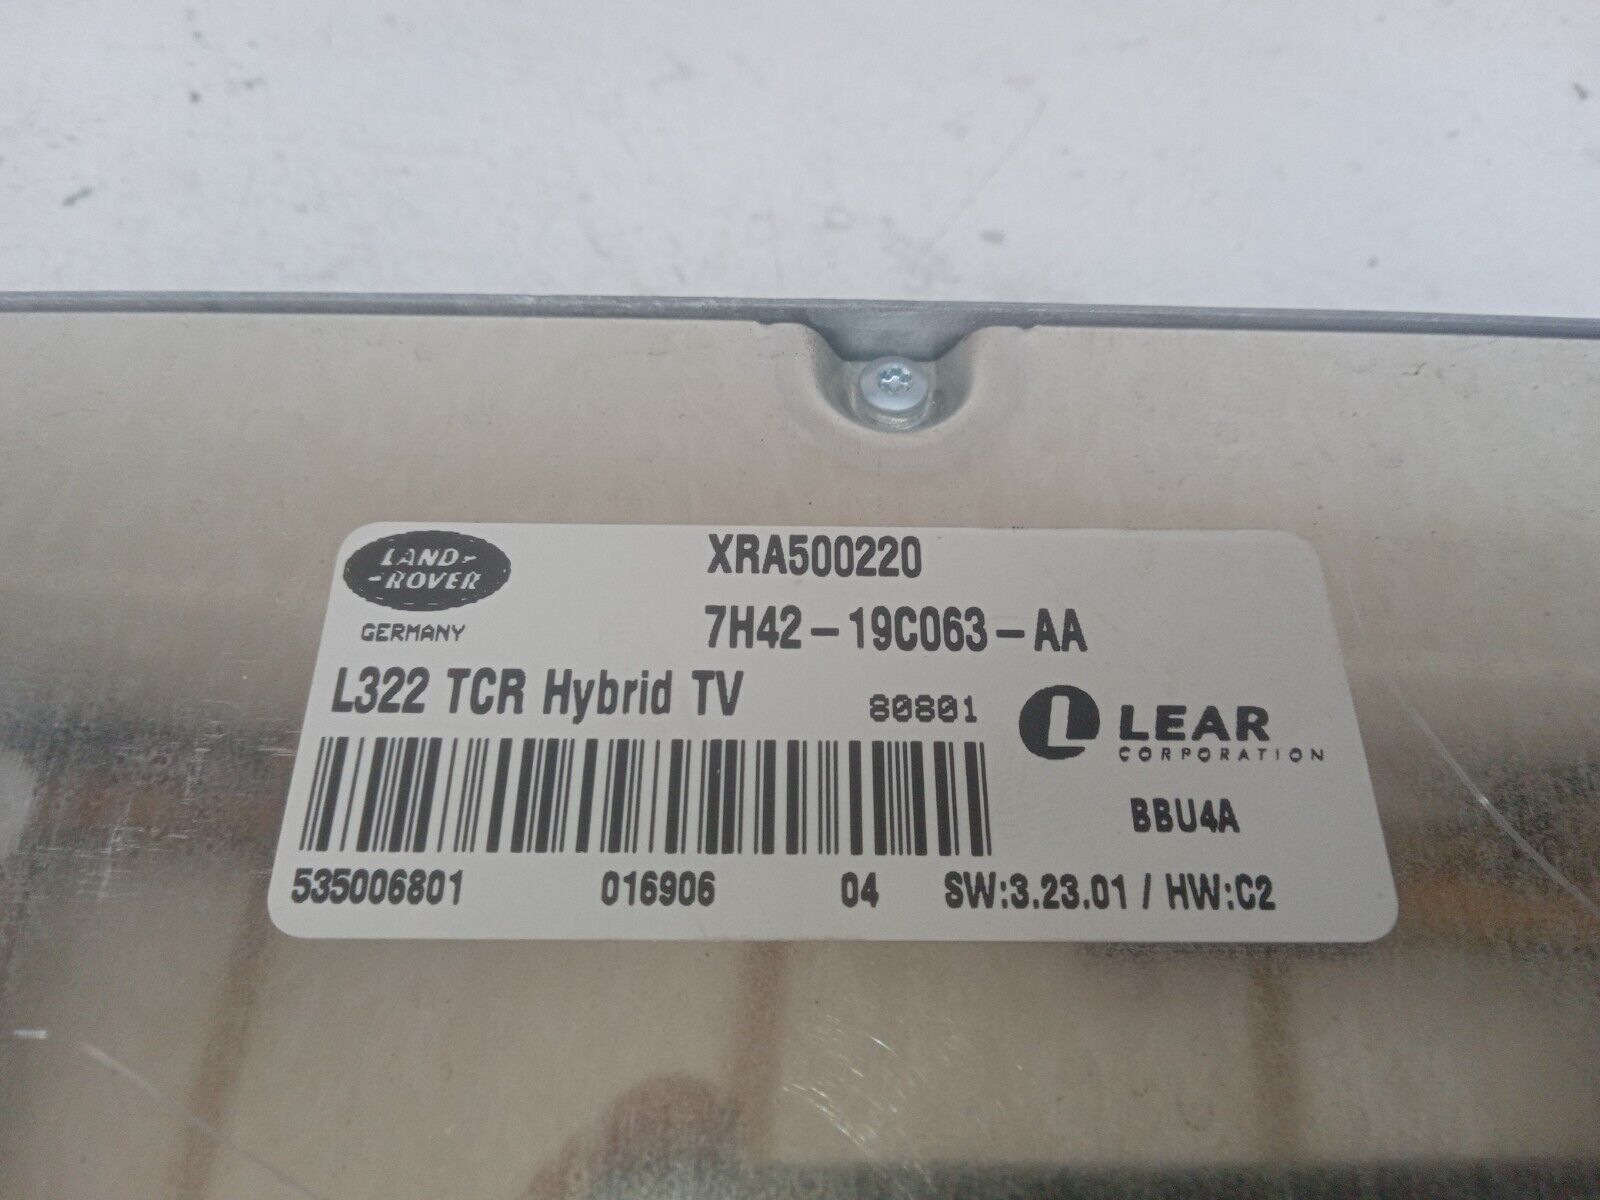 LAND-
-ROVER
GERMANY
XRA500220
7H42-19C063-AA
L322 TCR Hybrid TV
80801
LEAR
CORPORATION
BBU4A
535006801 016906 04 SW:3.23.01 / HW:C2